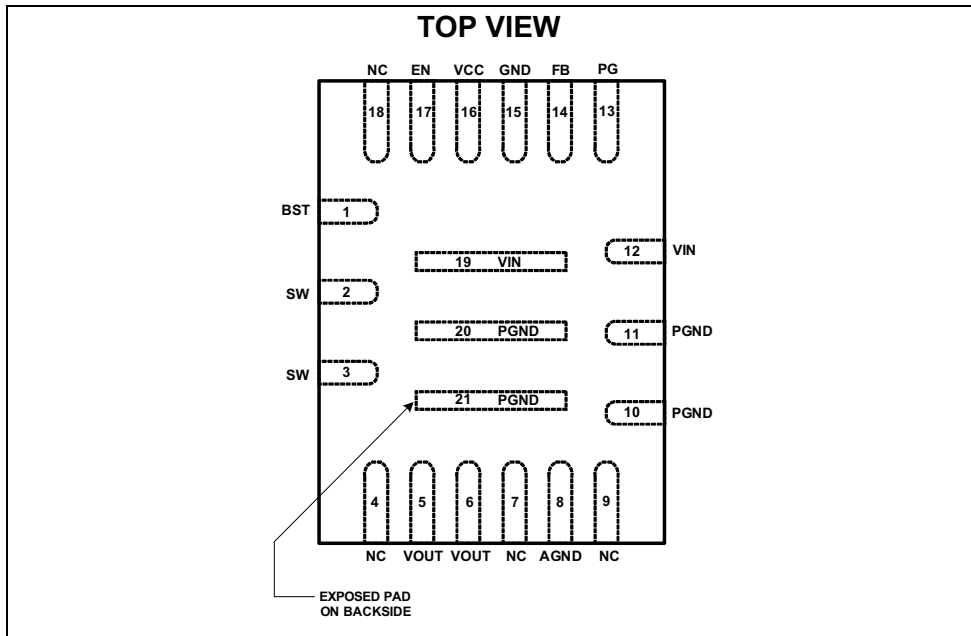 TOP VIEW
NC EN VCC GND FB PG
18 17 16 15 14 13
BST 1
19 VIN
12 VIN
SW 2
20 PGND
11 PGND
SW 3
21 PGND
10 PGND
4 5 6 7 8 9
NC VOUT VOUT NC AGND NC
EXPOSED PAD
ON BACKSIDE